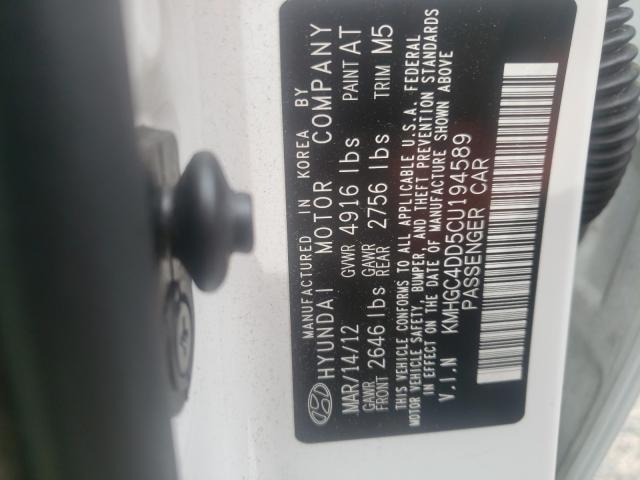 MANUFACTURED IN KOREA BY
HYUNDAI MOTOR COMPANY
MAR/14/12 GVWR 4916 lbs PAINT AT
GAWR FRONT 2646 lbs GAWR REAR 2756 lbs TRIM M5
THIS VEHICLE CONFORMS TO ALL APPLICABLE U.S.A. FEDERAL
MOTOR VEHICLE SAFETY, BUMPER, AND THEFT PREVENTION STANDARDS
IN EFFECT ON THE DATE OF MANUFACTURE SHOWN ABOVE
V.I.N KMHGC4DD5CU194589
PASSENGER CAR